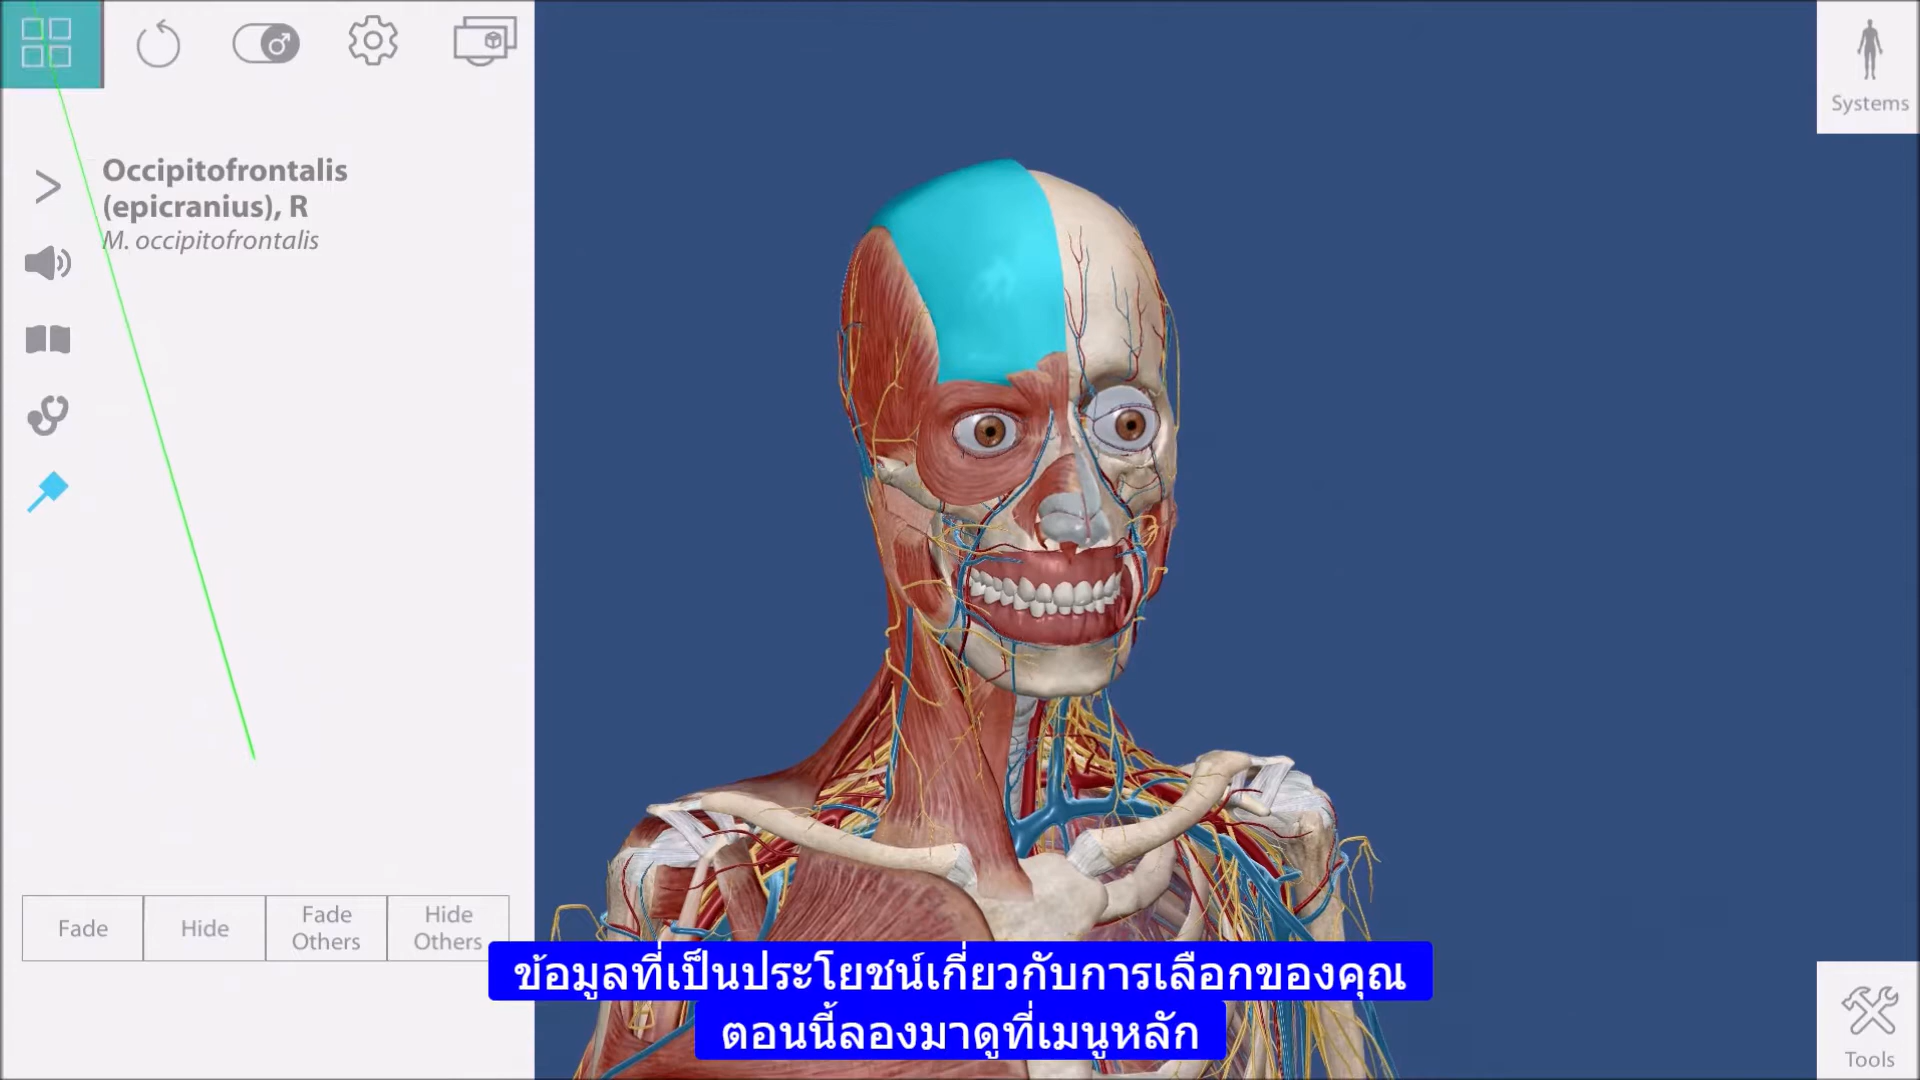 Systems
Occipitofrontalis
(epicranius), R
M. occipitofrontalis
Fade
Hide
Fade
Others
Hide
Others
ข้อมูลที่เป็นประโยชน์เกี่ยวกับการเลือกของคุณ
ตอนนี้ลองมาดูที่เมนูหลัก
Tools